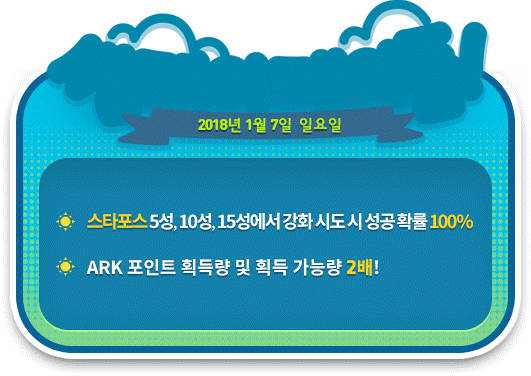 2018년 1월 7일 일요일
스타포스 5성, 10성, 15성에서 강화 시도 시 성공 확률 100%
ARK 포인트 획득량 및 획득 가능량 2배!